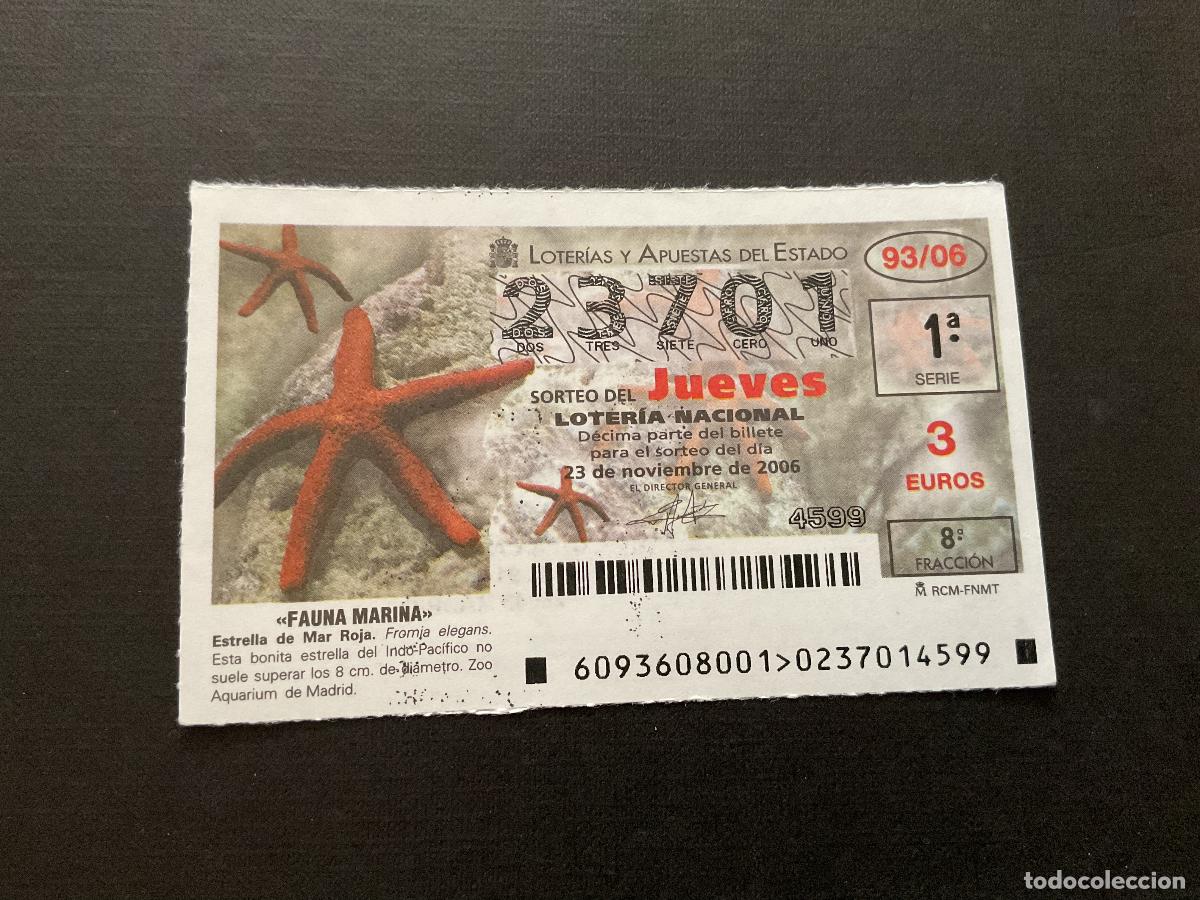 LOTERÍAS Y APUESTAS DEL ESTADO
93/06
23701
DOS TRES SIETE CERO UNO
1ª
SERIE
SORTEO DEL Jueves
LOTERÍA NACIONAL
Décima parte del billete
para el sorteo del día
23 de noviembre de 2006
EL DIRECTOR GENERAL
3
EUROS
4599
8ª
FRACCIÓN
RCM-FNMT
«FAUNA MARINA»
Estrella de Mar Roja. Fromja elegans.
Esta bonita estrella del Indo-Pacífico no
suele superar los 8 cm. de diámetro. Zoo
Aquarium de Madrid.
6093608001>0237014599
todocoleccion